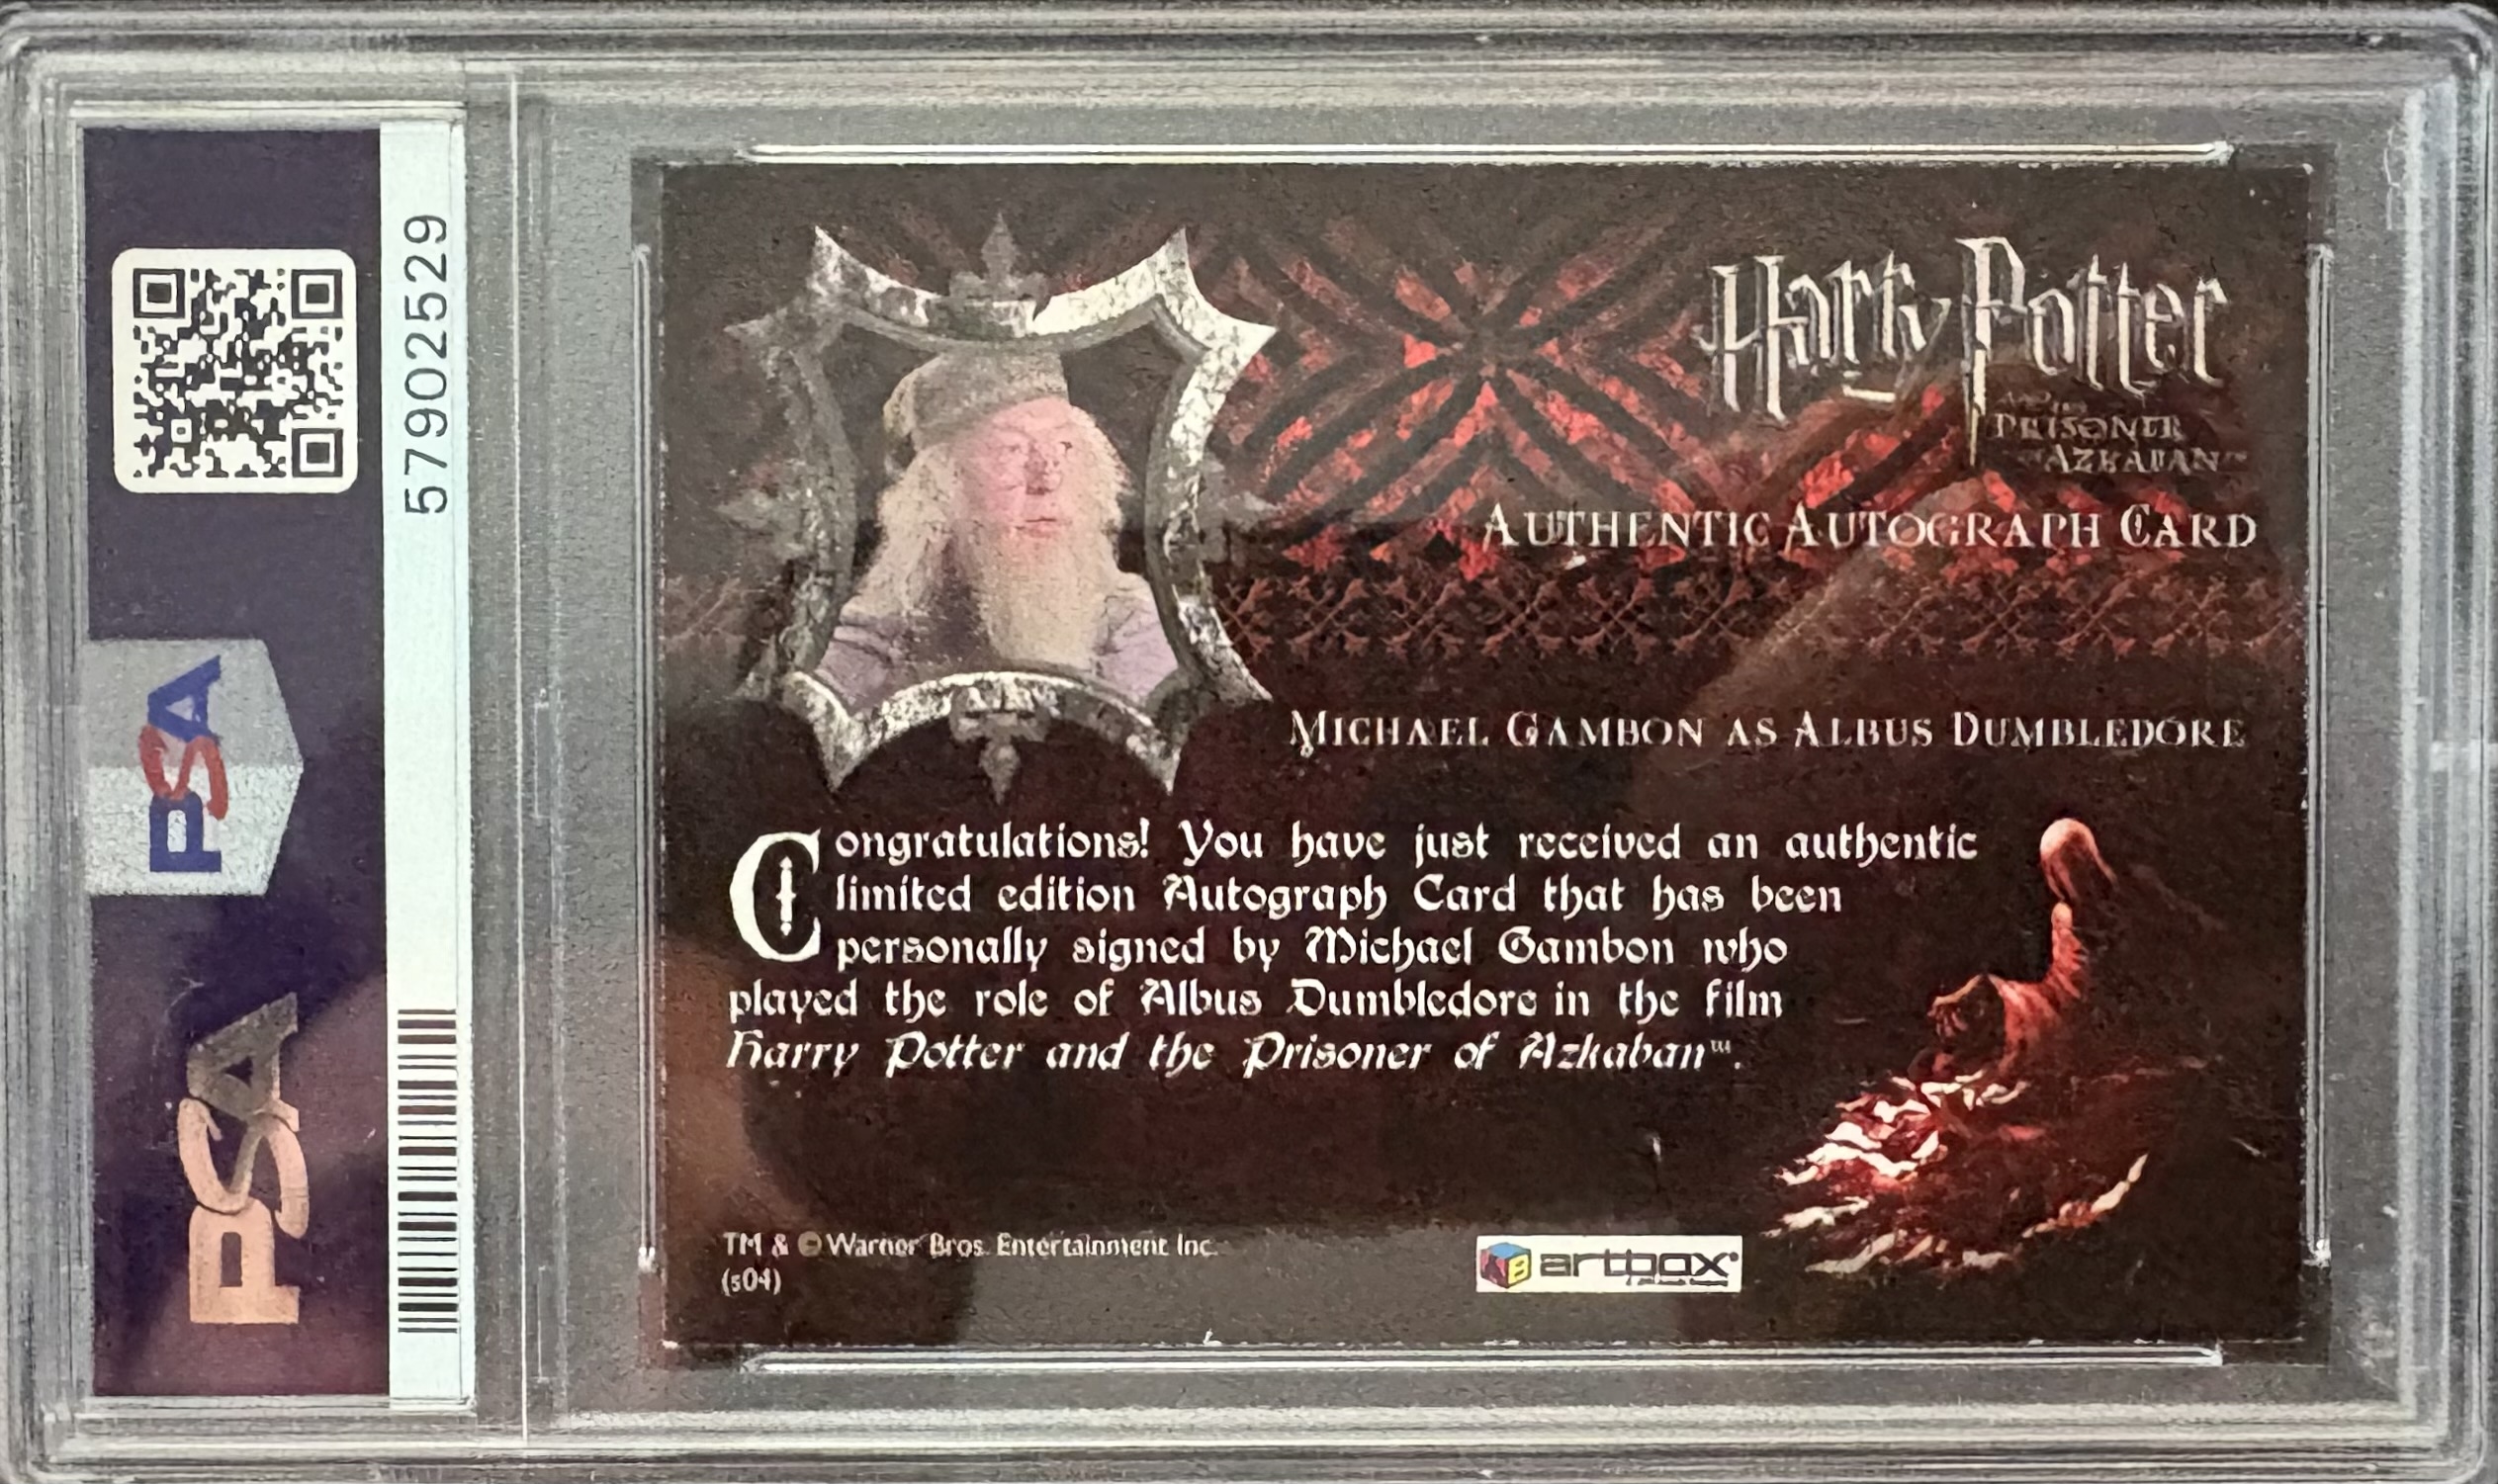 57902529
PSA
PSA
Harry Potter
AND THE
PRISONER
OF AZKABAN™
AUTHENTIC AUTOGRAPH CARD
MICHAEL GAMBON AS ALBUS DUMBLEDORE
Congratulations! You have just received an authentic
limited edition Autograph Card that has been
personally signed by Michael Gambon who
played the role of Albus Dumbledore in the film
Harry Potter and the Prisoner of Azkaban™.
TM & © Warner Bros. Entertainment Inc.
(s04)
artbox